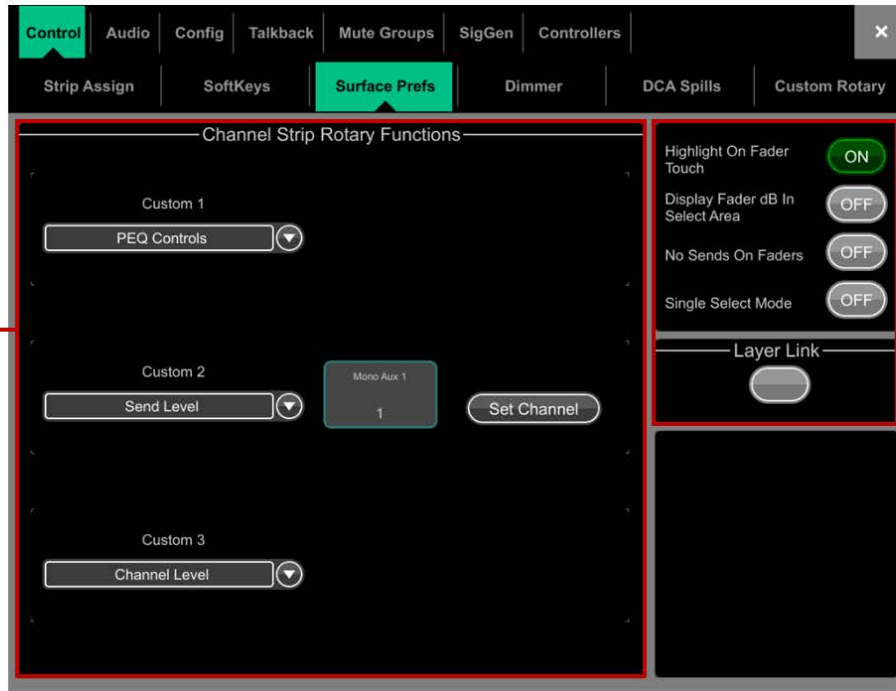 Control Audio Config Talkback Mute Groups SigGen Controllers ×
Strip Assign SoftKeys Surface Prefs Dimmer DCA Spills Custom Rotary
Channel Strip Rotary Functions
Custom 1
PEQ Controls
Custom 2
Send Level
Mono Aux 1
1
Set Channel
Custom 3
Channel Level
Highlight On Fader
Touch
ON
Display Fader dB In
Select Area
OFF
No Sends On Faders
OFF
Single Select Mode
OFF
Layer Link